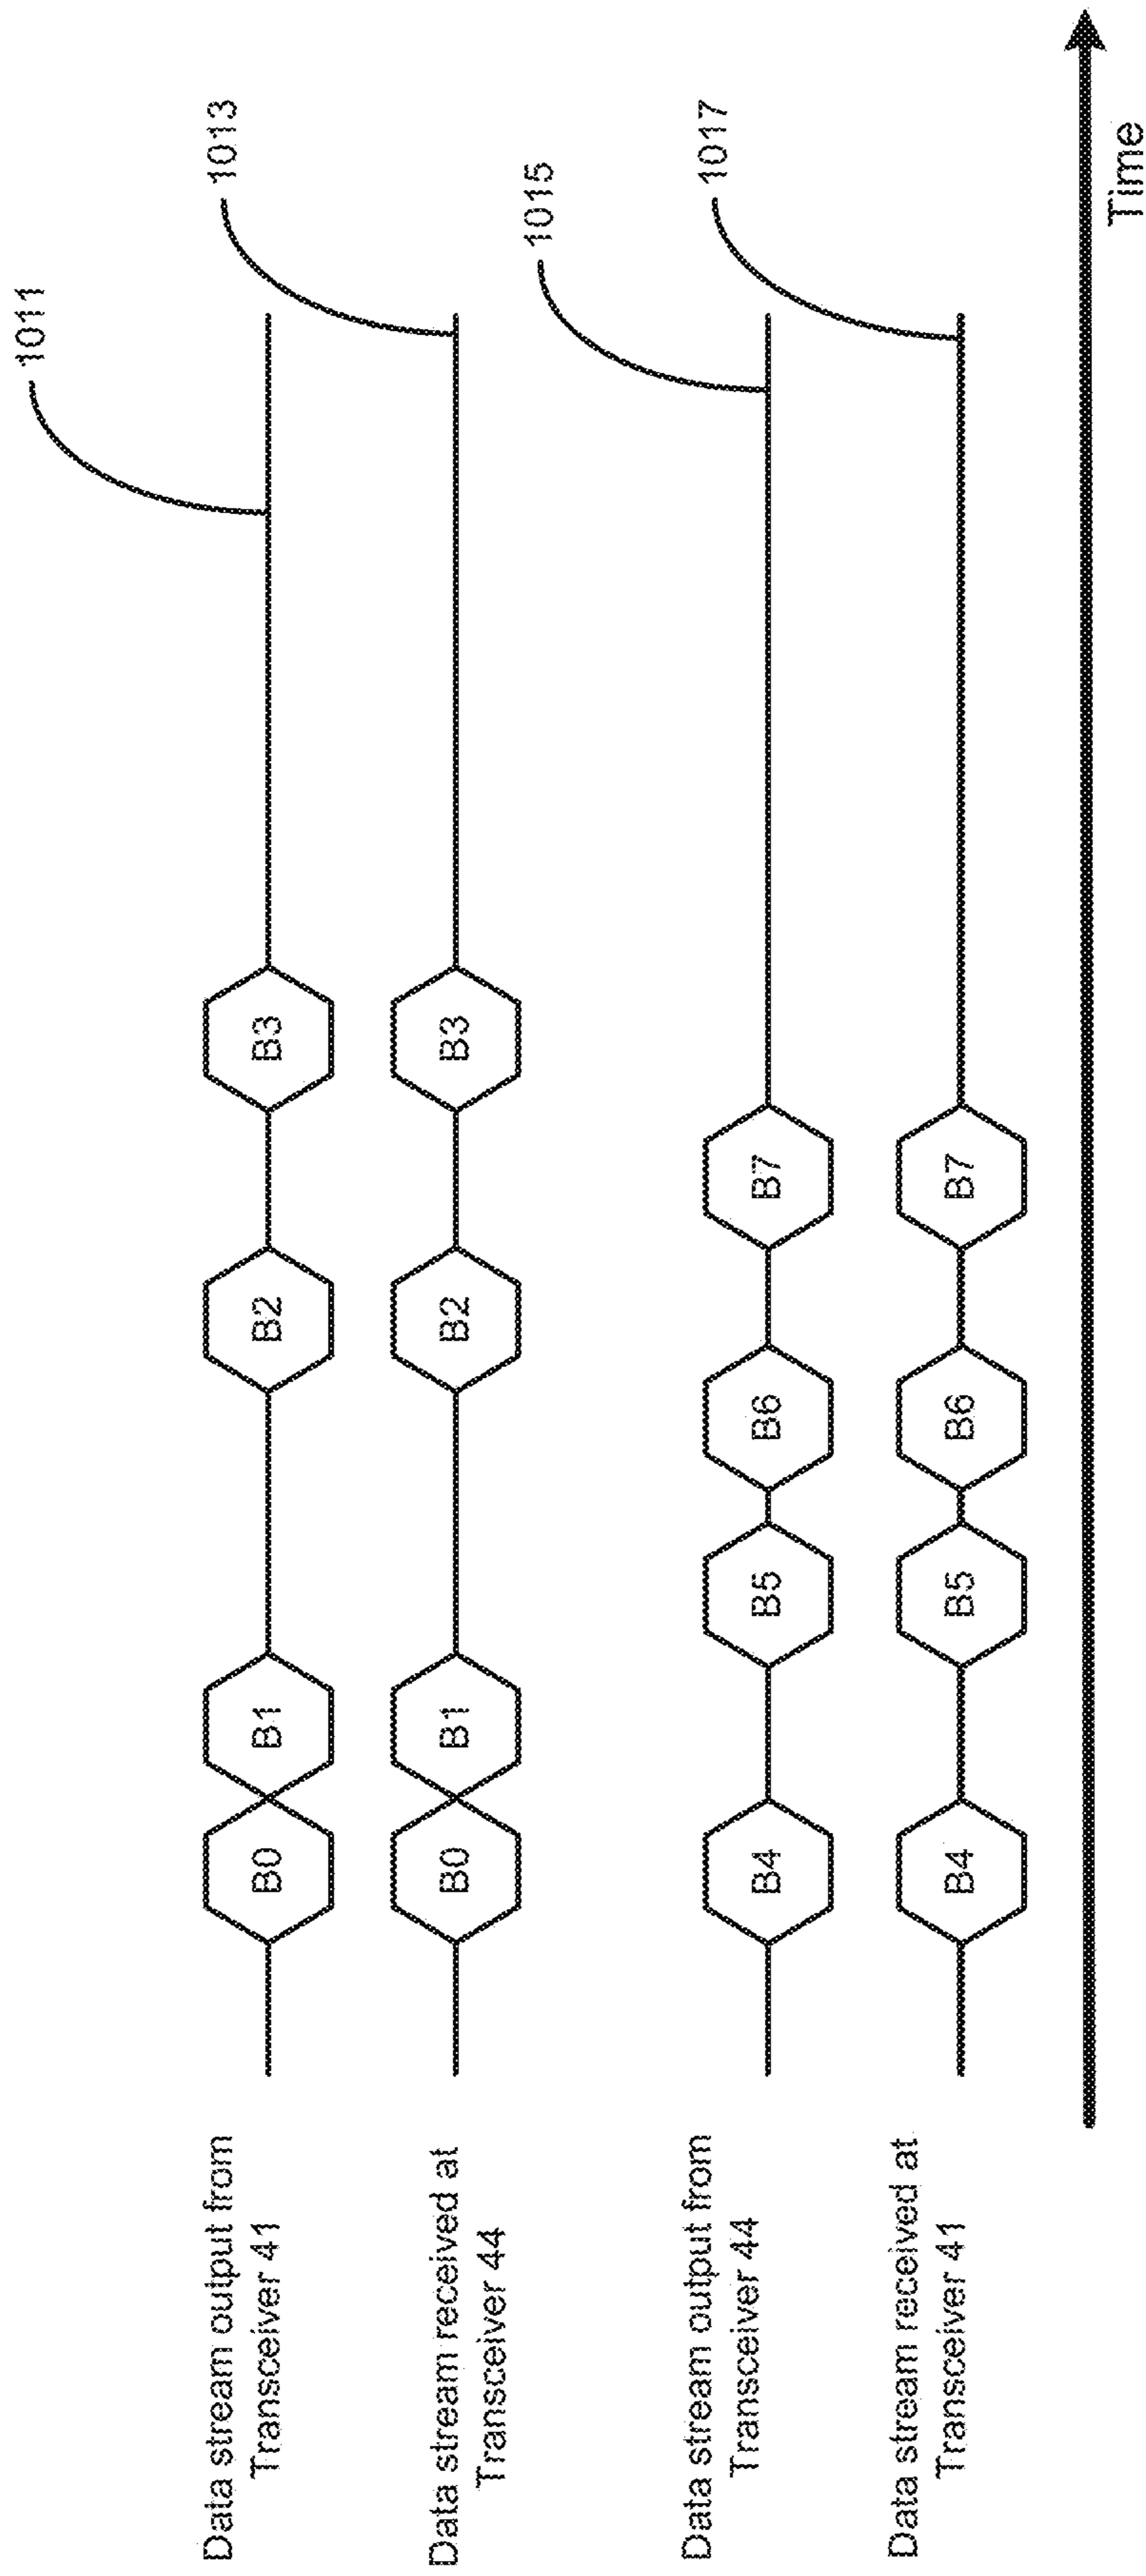 1011
1013
Data stream output from
Transceiver 41
B0
B1
B2
B3
Data stream received at
Transceiver 44
B0
B1
B2
B3
1015
1017
Data stream output from
Transceiver 44
B4
B5
B6
B7
Data stream received at
Transceiver 41
B4
B5
B6
B7
Time